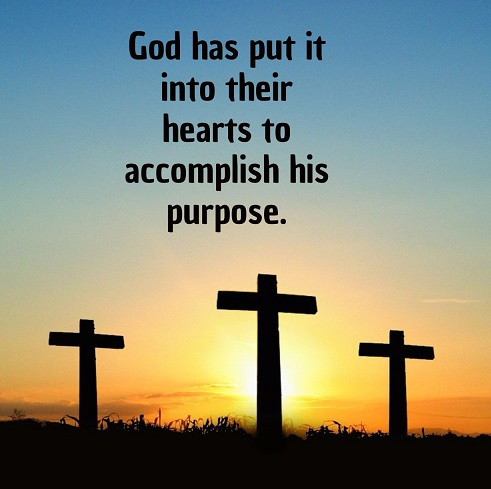 God has put it
into their
hearts to
accomplish his
purpose.